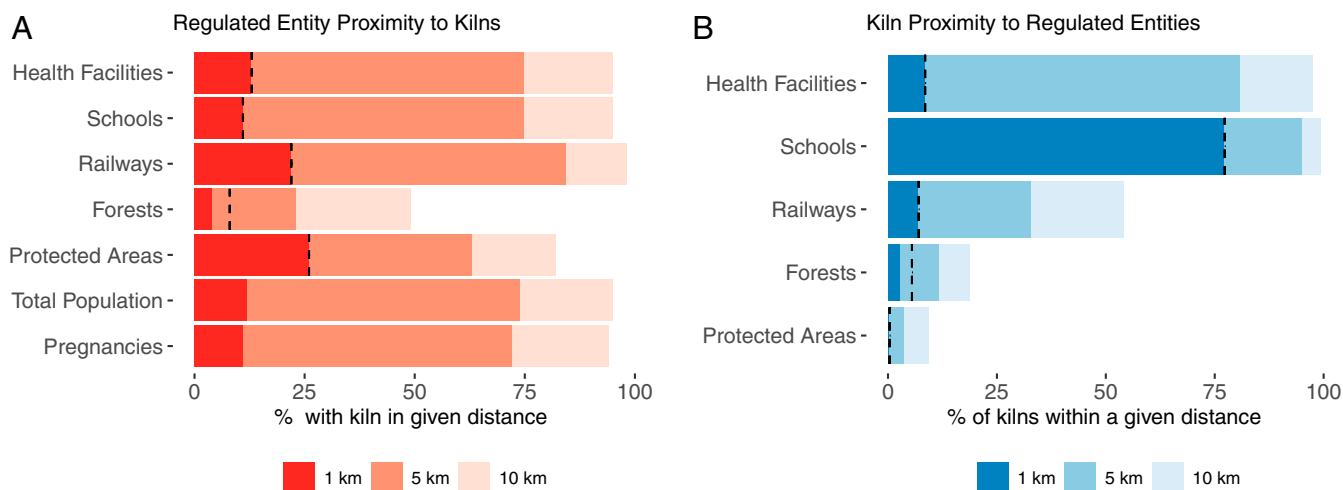 A
Regulated Entity Proximity to Kilns
Health Facilities
Schools
Railways
Forests
Protected Areas
Total Population
Pregnancies
0 25 50 75 100
% with kiln in given distance
1 km 5 km 10 km
B
Kiln Proximity to Regulated Entities
Health Facilities
Schools
Railways
Forests
Protected Areas
0 25 50 75 100
% of kilns within a given distance
1 km 5 km 10 km